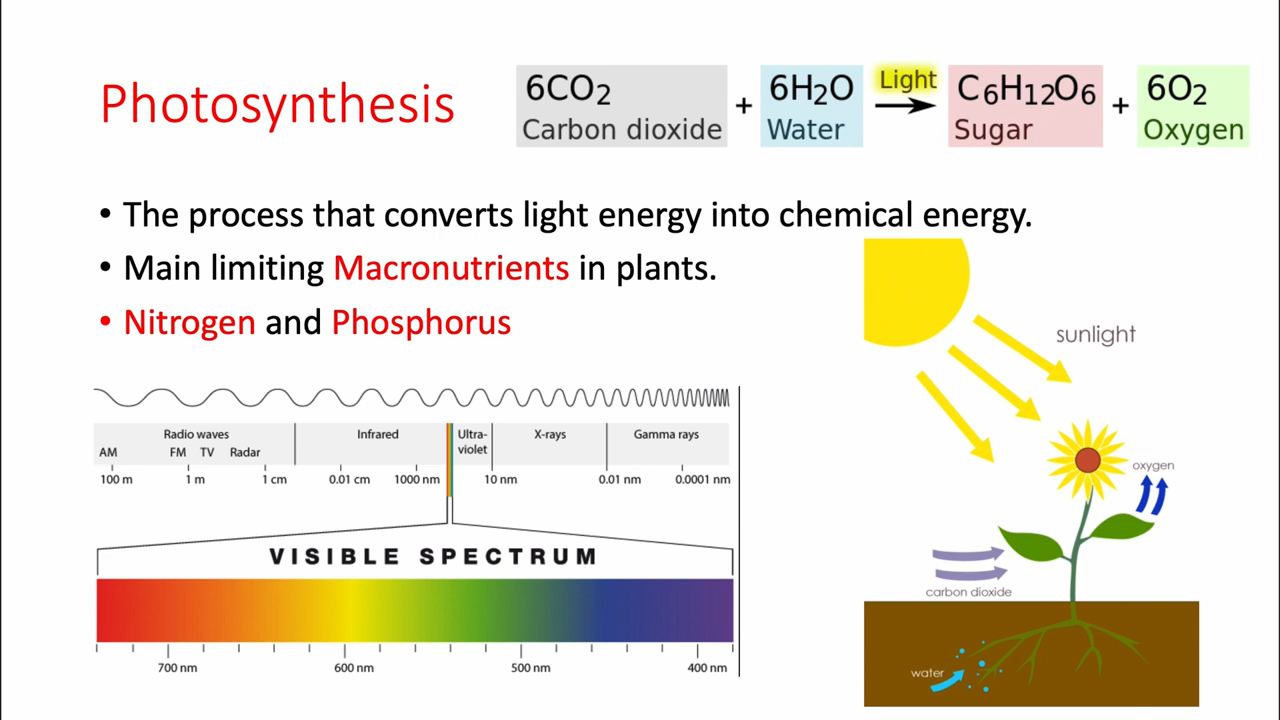 Photosynthesis
6CO₂ + 6H₂O Light C₆H₁₂O₆ + 6O₂
Carbon dioxide Water Sugar Oxygen
• The process that converts light energy into chemical energy.
• Main limiting Macronutrients in plants.
• Nitrogen and Phosphorus
Radio waves Infrared Ultra-violet X-rays Gamma rays
AM FM TV Radar
100 m 1 m 1 cm 0.01 cm 1000 nm 10 nm 0.01 nm 0.0001 nm
VISIBLE SPECTRUM
700 nm 600 nm 500 nm 400 nm
sunlight
oxygen
carbon dioxide
water